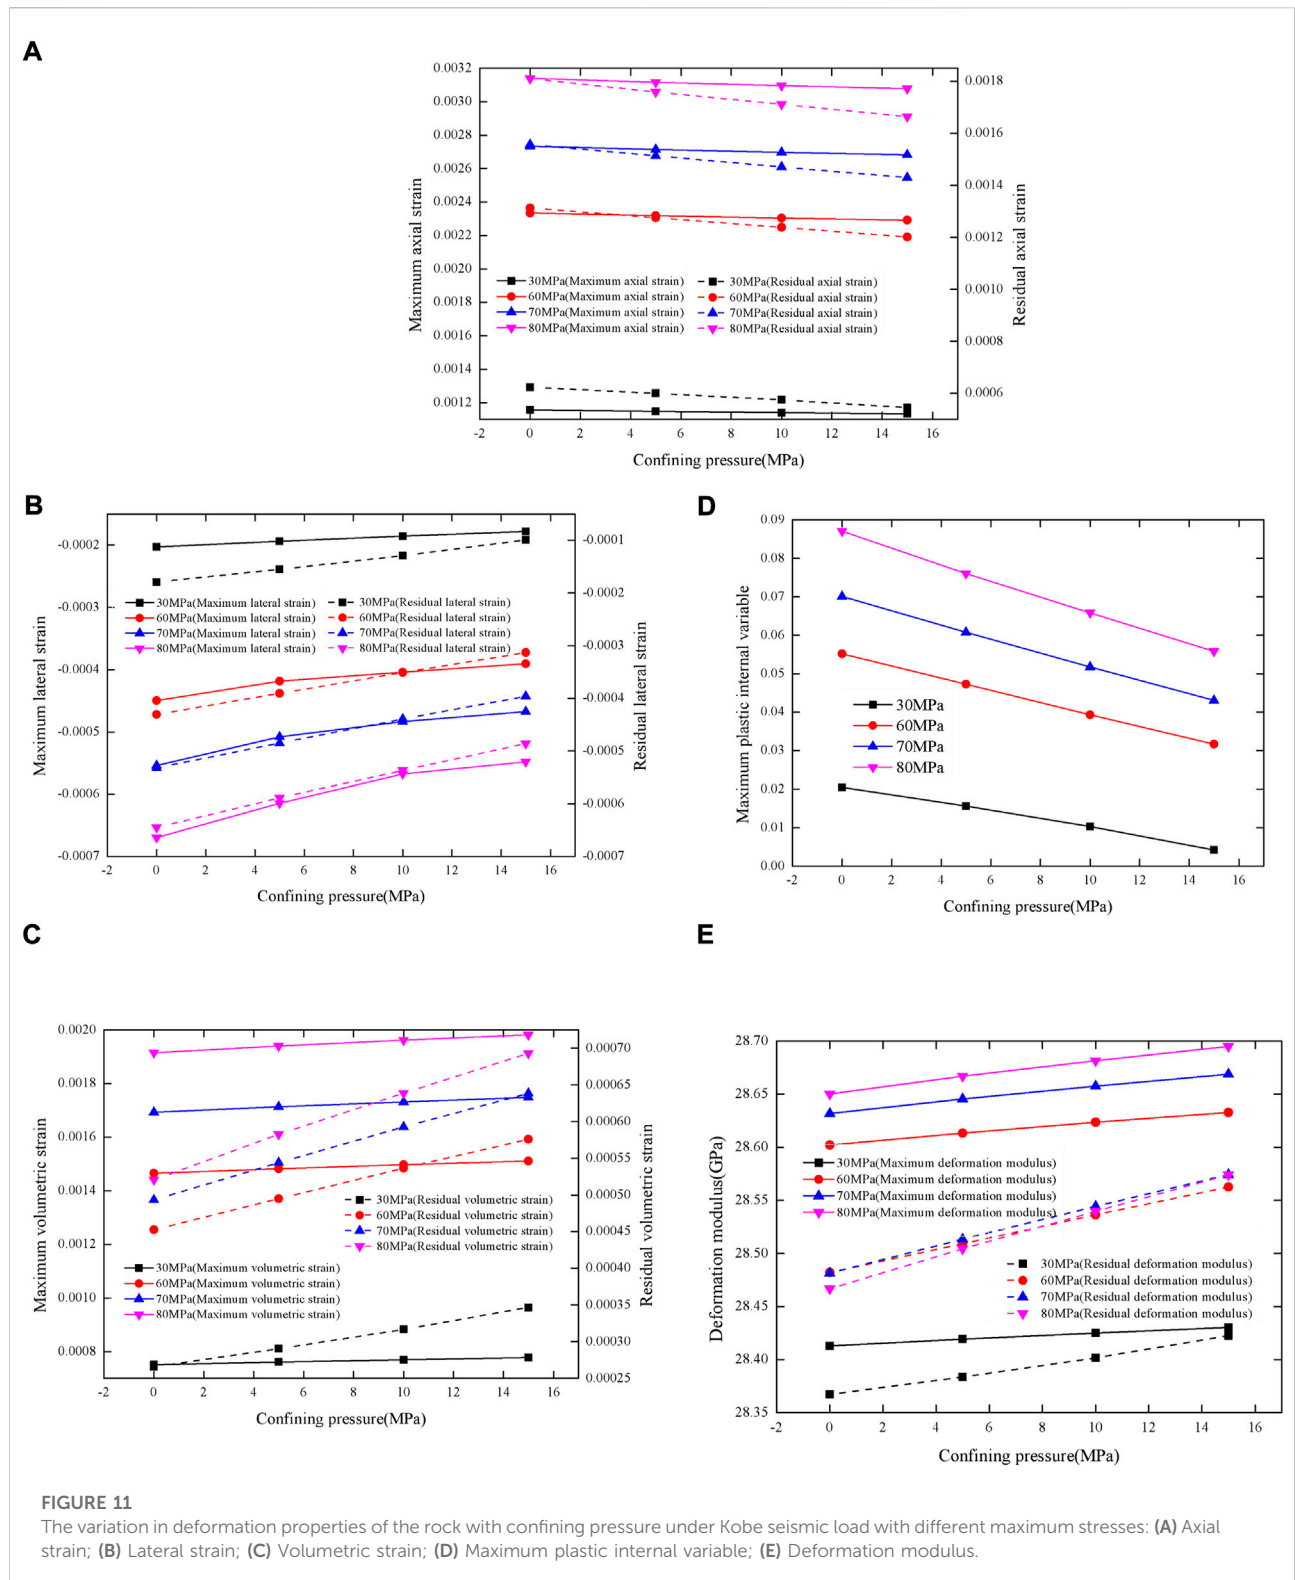 A
0.0032
0.0030
0.0028
0.0026
0.0024
0.0022
0.0020
0.0018
0.0016
0.0014
0.0012
Maximum axial strain
0.0018
0.0016
0.0014
0.0012
0.0010
0.0008
0.0006
Residual axial strain
30MPa(Maximum axial strain)
60MPa(Maximum axial strain)
70MPa(Maximum axial strain)
80MPa(Maximum axial strain)
30MPa(Residual axial strain)
60MPa(Residual axial strain)
70MPa(Residual axial strain)
80MPa(Residual axial strain)
-2 0 2 4 6 8 10 12 14 16
Confining pressure(MPa)
B
-0.0002
-0.0003
-0.0004
-0.0005
-0.0006
-0.0007
Maximum lateral strain
-0.0001
-0.0002
-0.0003
-0.0004
-0.0005
-0.0006
-0.0007
Residual lateral strain
30MPa(Maximum lateral strain)
60MPa(Maximum lateral strain)
70MPa(Maximum lateral strain)
80MPa(Maximum lateral strain)
30MPa(Residual lateral strain)
60MPa(Residual lateral strain)
70MPa(Residual lateral strain)
80MPa(Residual lateral strain)
-2 0 2 4 6 8 10 12 14 16
Confining pressure(MPa)
D
0.09
0.08
0.07
0.06
0.05
0.04
0.03
0.02
0.01
0.00
Maximum plastic internal variable
30MPa
60MPa
70MPa
80MPa
-2 0 2 4 6 8 10 12 14 16
Confining pressure(MPa)
C
0.0020
0.0018
0.0016
0.0014
0.0012
0.0010
0.0008
Maximum volumetric strain
0.00070
0.00065
0.00060
0.00055
0.00050
0.00045
0.00040
0.00035
0.00030
0.00025
Residual volumetric strain
30MPa(Residual volumetric strain)
60MPa(Residual volumetric strain)
70MPa(Residual volumetric strain)
80MPa(Residual volumetric strain)
30MPa(Maximum volumetric strain)
60MPa(Maximum volumetric strain)
70MPa(Maximum volumetric strain)
80MPa(Maximum volumetric strain)
-2 0 2 4 6 8 10 12 14 16
Confining pressure(MPa)
E
28.70
28.65
28.60
28.55
28.50
28.45
28.40
28.35
Deformation modulus(GPa)
30MPa(Maximum deformation modulus)
60MPa(Maximum deformation modulus)
70MPa(Maximum deformation modulus)
80MPa(Maximum deformation modulus)
30MPa(Residual deformation modulus)
60MPa(Residual deformation modulus)
70MPa(Residual deformation modulus)
80MPa(Residual deformation modulus)
-2 0 2 4 6 8 10 12 14 16
Confining pressure(MPa)
FIGURE 11
The variation in deformation properties of the rock with confining pressure under Kobe seismic load with different maximum stresses: (A) Axial
strain; (B) Lateral strain; (C) Volumetric strain; (D) Maximum plastic internal variable; (E) Deformation modulus.